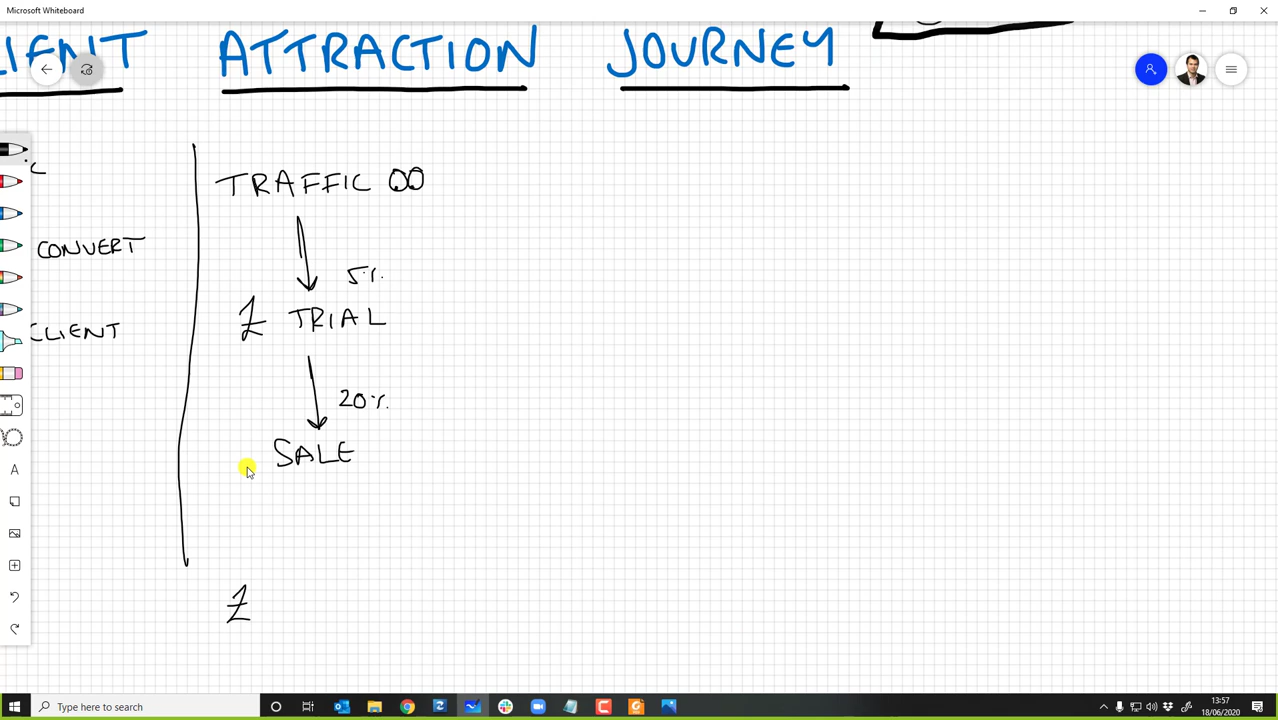 Microsoft Whiteboard
LIENT ATTRACTION JOURNEY
C
CONVERT
CLIENT
TRAFFIC
5%
£ TRIAL
20%
SALE
£
A
Type here to search
13:57
18/06/2020